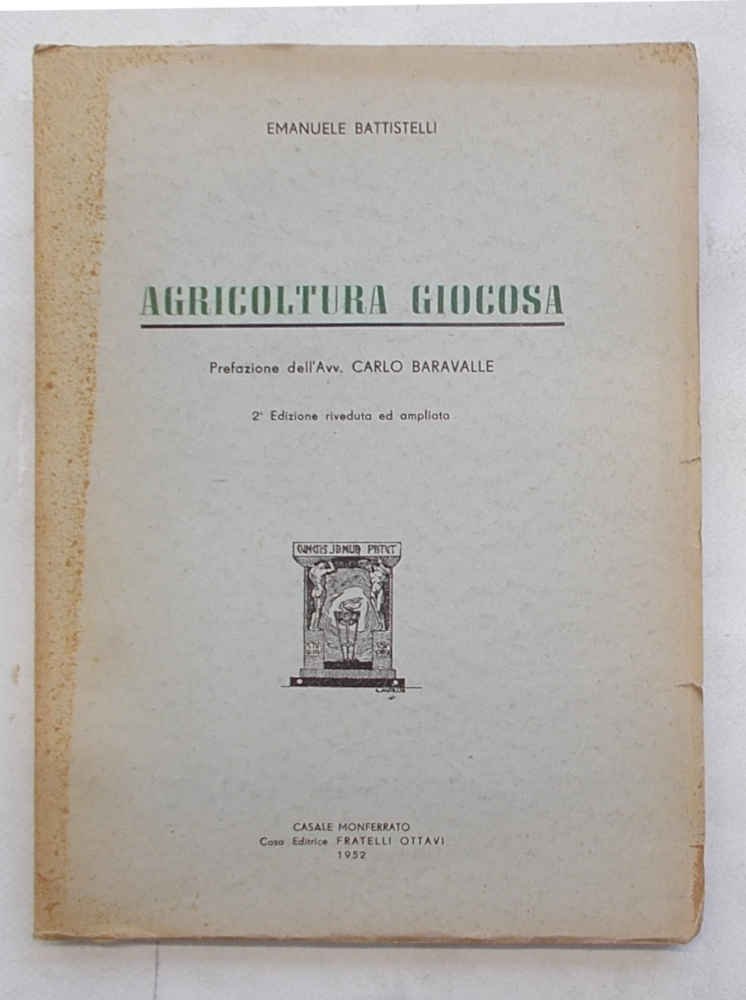 EMANUELE BATTISTELLI
AGRICOLTURA GIOCOSA
Prefazione dell'Avv. CARLO BARAVALLE
2ª Edizione riveduta ed ampliata
CASALE MONFERRATO
Casa Editrice FRATELLI OTTAVI
1952